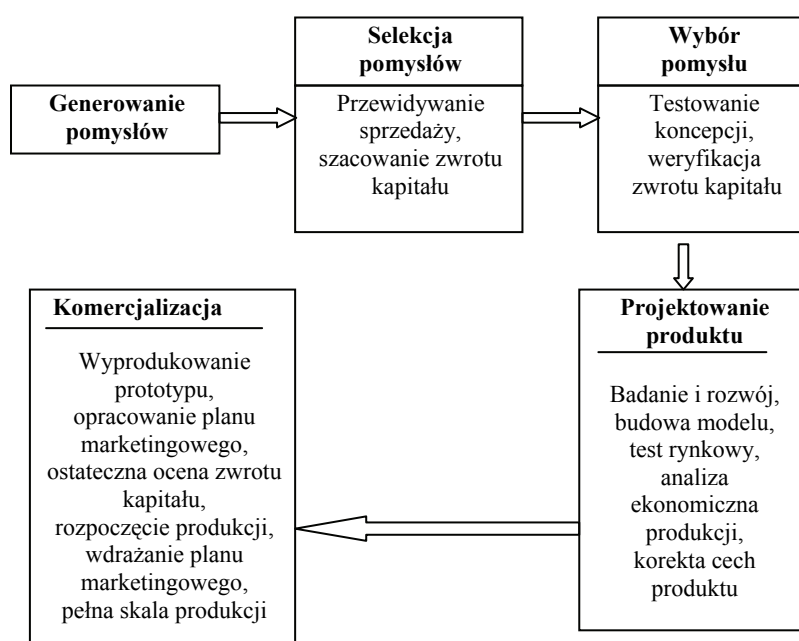 Generowanie
pomysłów
Selekcja
pomysłów
Przewidywanie
sprzedaży,
szacowanie zwrotu
kapitału
Wybór
pomysłu
Testowanie
koncepcji,
weryfikacja
zwrotu kapitału
Projektowanie
produktu
Badanie i rozwój,
budowa modelu,
test rynkowy,
analiza
ekonomiczna
produkcji,
korekta cech
produktu
Komercjalizacja
Wyprodukowanie
prototypu,
opracowanie planu
marketingowego,
ostateczna ocena zwrotu
kapitału,
rozpoczęcie produkcji,
wdrażanie planu
marketingowego,
pełna skala produkcji